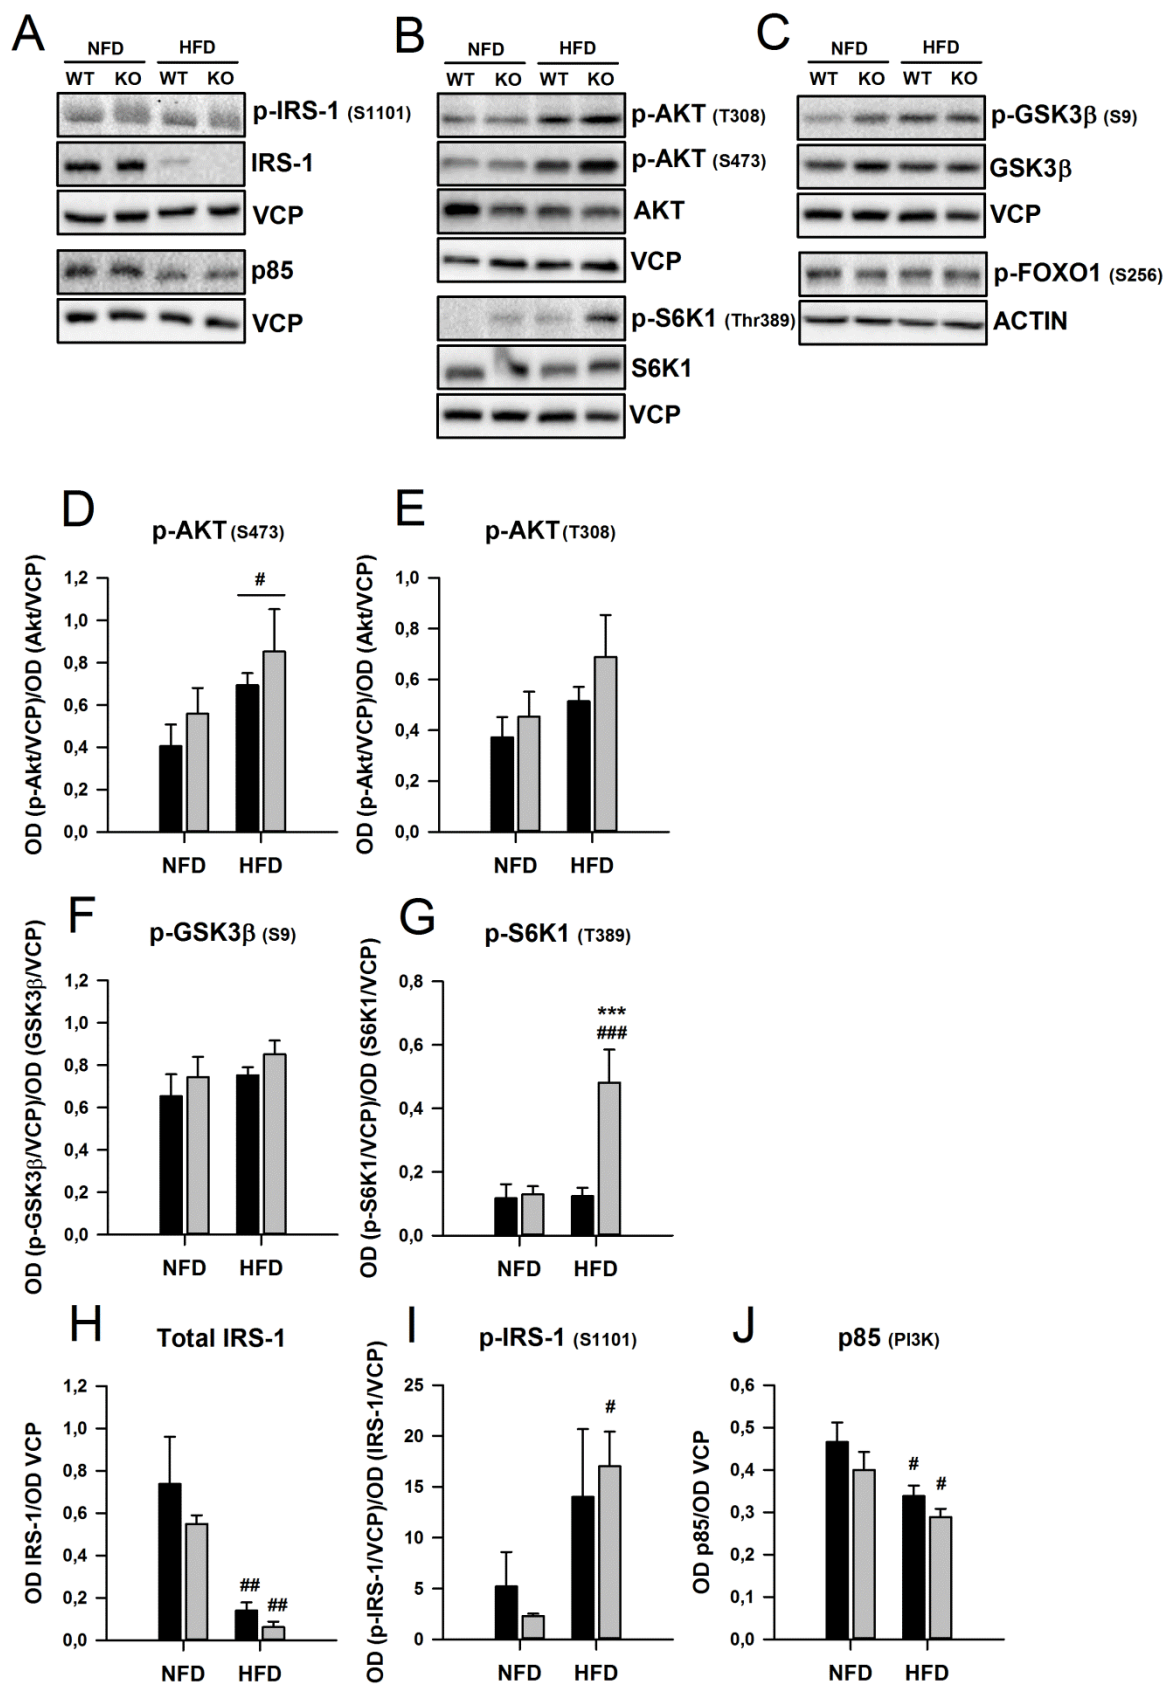 A
NFD HFD
WT KO WT KO
p-IRS-1 (S1101)
IRS-1
VCP
p85
VCP
B
NFD HFD
WT KO WT KO
p-AKT (T308)
p-AKT (S473)
AKT
VCP
p-S6K1 (Thr389)
S6K1
VCP
C
NFD HFD
WT KO WT KO
p-GSK3β (S9)
GSK3β
VCP
p-FOXO1 (S256)
ACTIN
D
p-AKT (S473)
OD (p-Akt/VCP)/OD (Akt/VCP)
1,2
1,0
0,8
0,6
0,4
0,2
0,0
#
NFD HFD
E
p-AKT (T308)
OD (p-Akt/VCP)/OD (Akt/VCP)
1,0
0,8
0,6
0,4
0,2
0,0
NFD HFD
F
p-GSK3β (S9)
OD (p-GSK3β/VCP)/OD (GSK3β/VCP)
1,2
1,0
0,8
0,6
0,4
0,2
0,0
NFD HFD
G
p-S6K1 (T389)
OD (p-S6K1/VCP)/OD (S6K1/VCP)
0,8
0,6
0,4
0,2
0,0
***
###
NFD HFD
H
Total IRS-1
OD IRS-1/OD VCP
1,2
1,0
0,8
0,6
0,4
0,2
0,0
## ##
NFD HFD
I
p-IRS-1 (S1101)
OD (p-IRS-1/VCP)/OD (IRS-1/VCP)
25
20
15
10
5
0
#
NFD HFD
J
p85 (PI3K)
OD p85/OD VCP
0,6
0,5
0,4
0,3
0,2
0,1
0,0
# #
NFD HFD